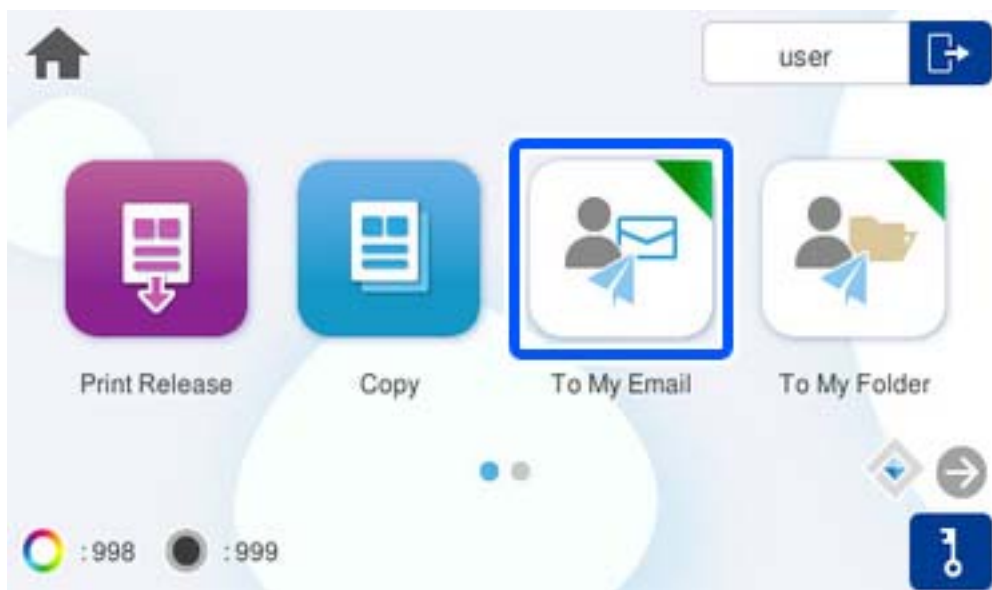 user
Print Release
Copy
To My Email
To My Folder
: 998
: 999